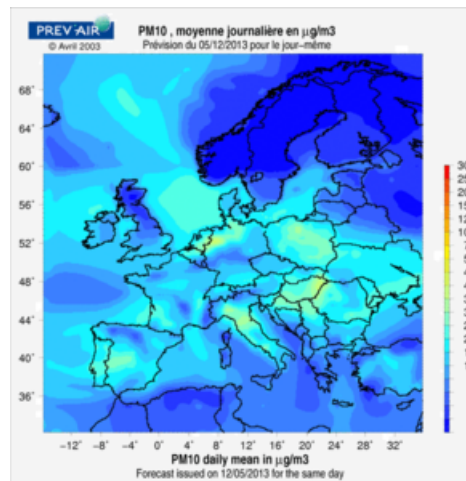 PREV'AIR
© Avril 2003
PM10 , moyenne journalière en µg/m3
Prévision du 05/12/2013 pour le jour-même
68°
64°
60°
56°
52°
48°
44°
40°
36°
-12° -8° -4° 0° 4° 8° 12° 16° 20° 24° 28° 32°
PM10 daily mean in µg/m3
Forecast issued on 12/05/2013 for the same day